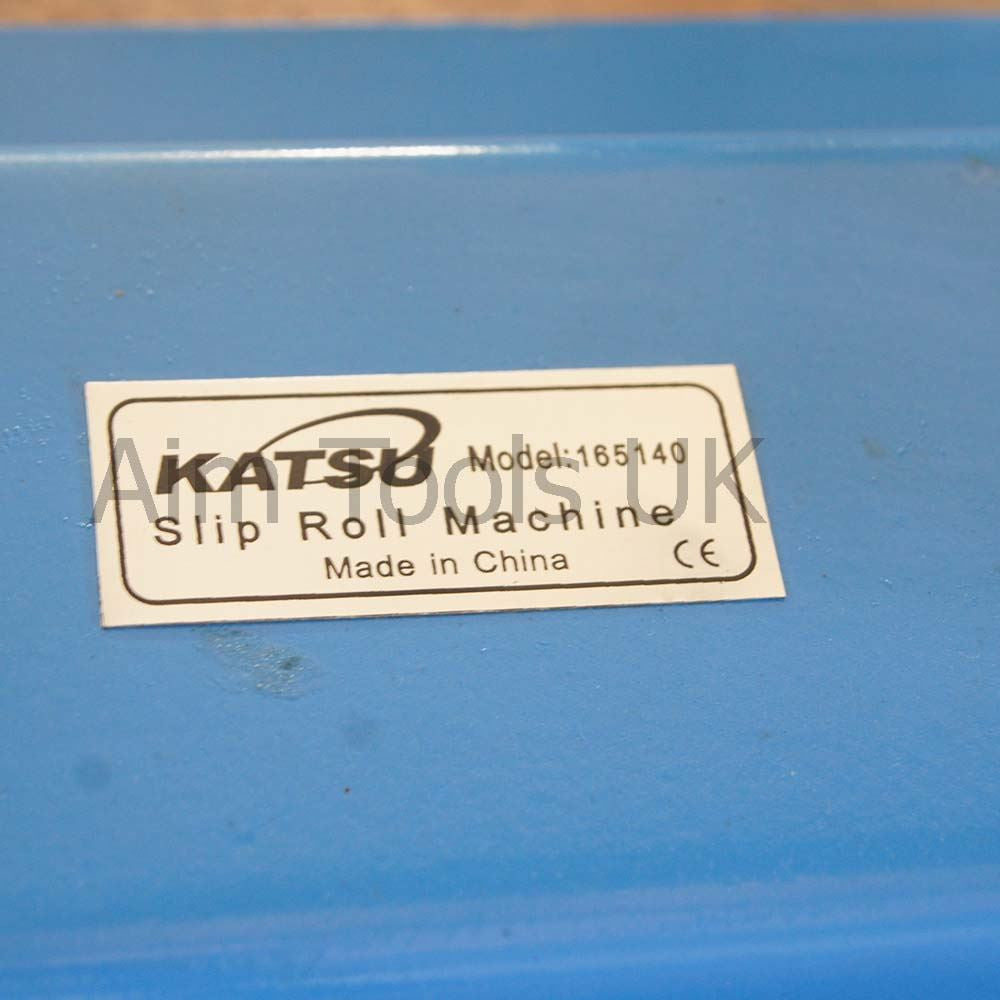 KATSU Model:165140
Slip Roll Machine
Made in China CE
Aim Tools UK